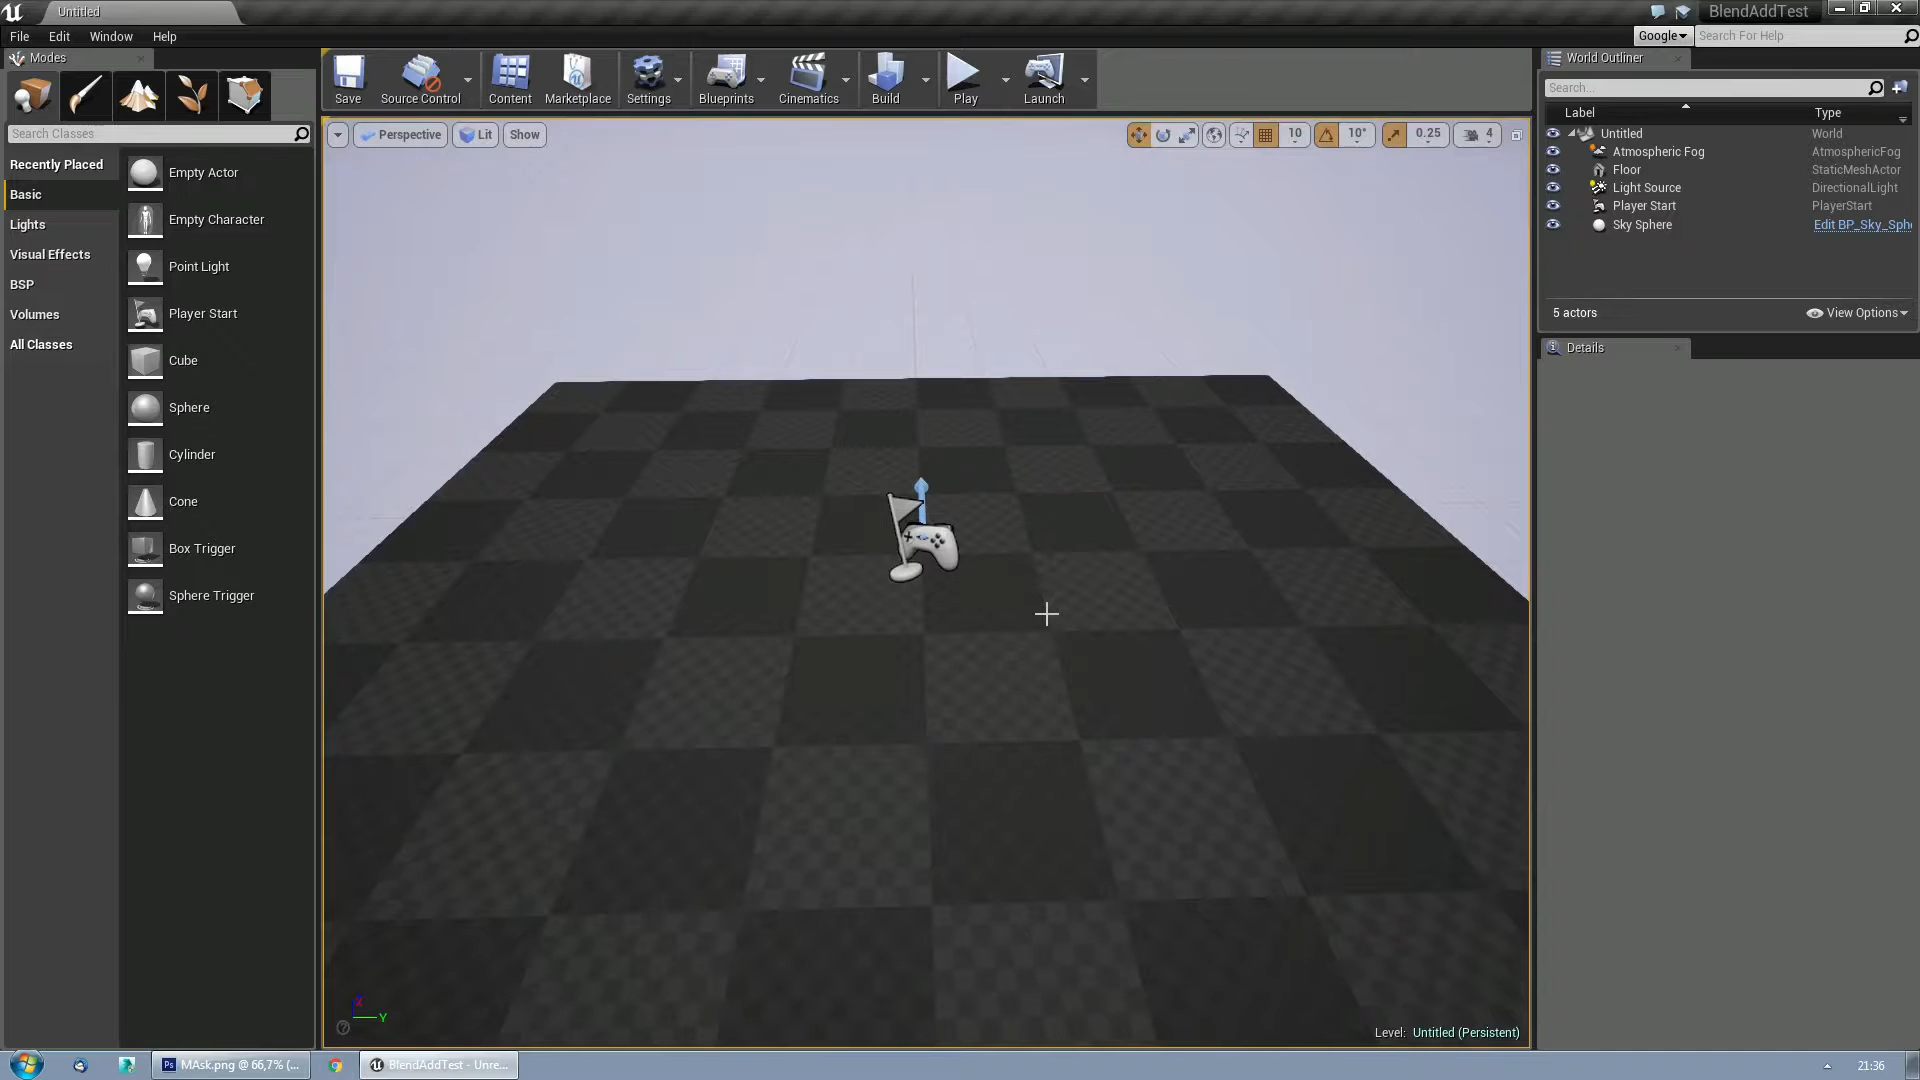 Untitled
BlendAddTest
File Edit Window Help
Google
Search For Help
Modes
Search Classes
Recently Placed
Basic
Lights
Visual Effects
BSP
Volumes
All Classes
Empty Actor
Empty Character
Point Light
Player Start
Cube
Sphere
Cylinder
Cone
Box Trigger
Sphere Trigger
Save Source Control Content Marketplace Settings Blueprints Cinematics Build Play Launch
Perspective Lit Show
10 10° 0.25 4
Z
Y
Level: Untitled (Persistent)
World Outliner
Search...
Label Type
Untitled World
Atmospheric Fog AtmosphericFog
Floor StaticMeshActor
Light Source DirectionalLight
Player Start PlayerStart
Sky Sphere Edit BP_Sky_Sph
5 actors View Options
Details
Ps MAsk.png @ 66,7% (...
BlendAddTest - Unre...
21:36